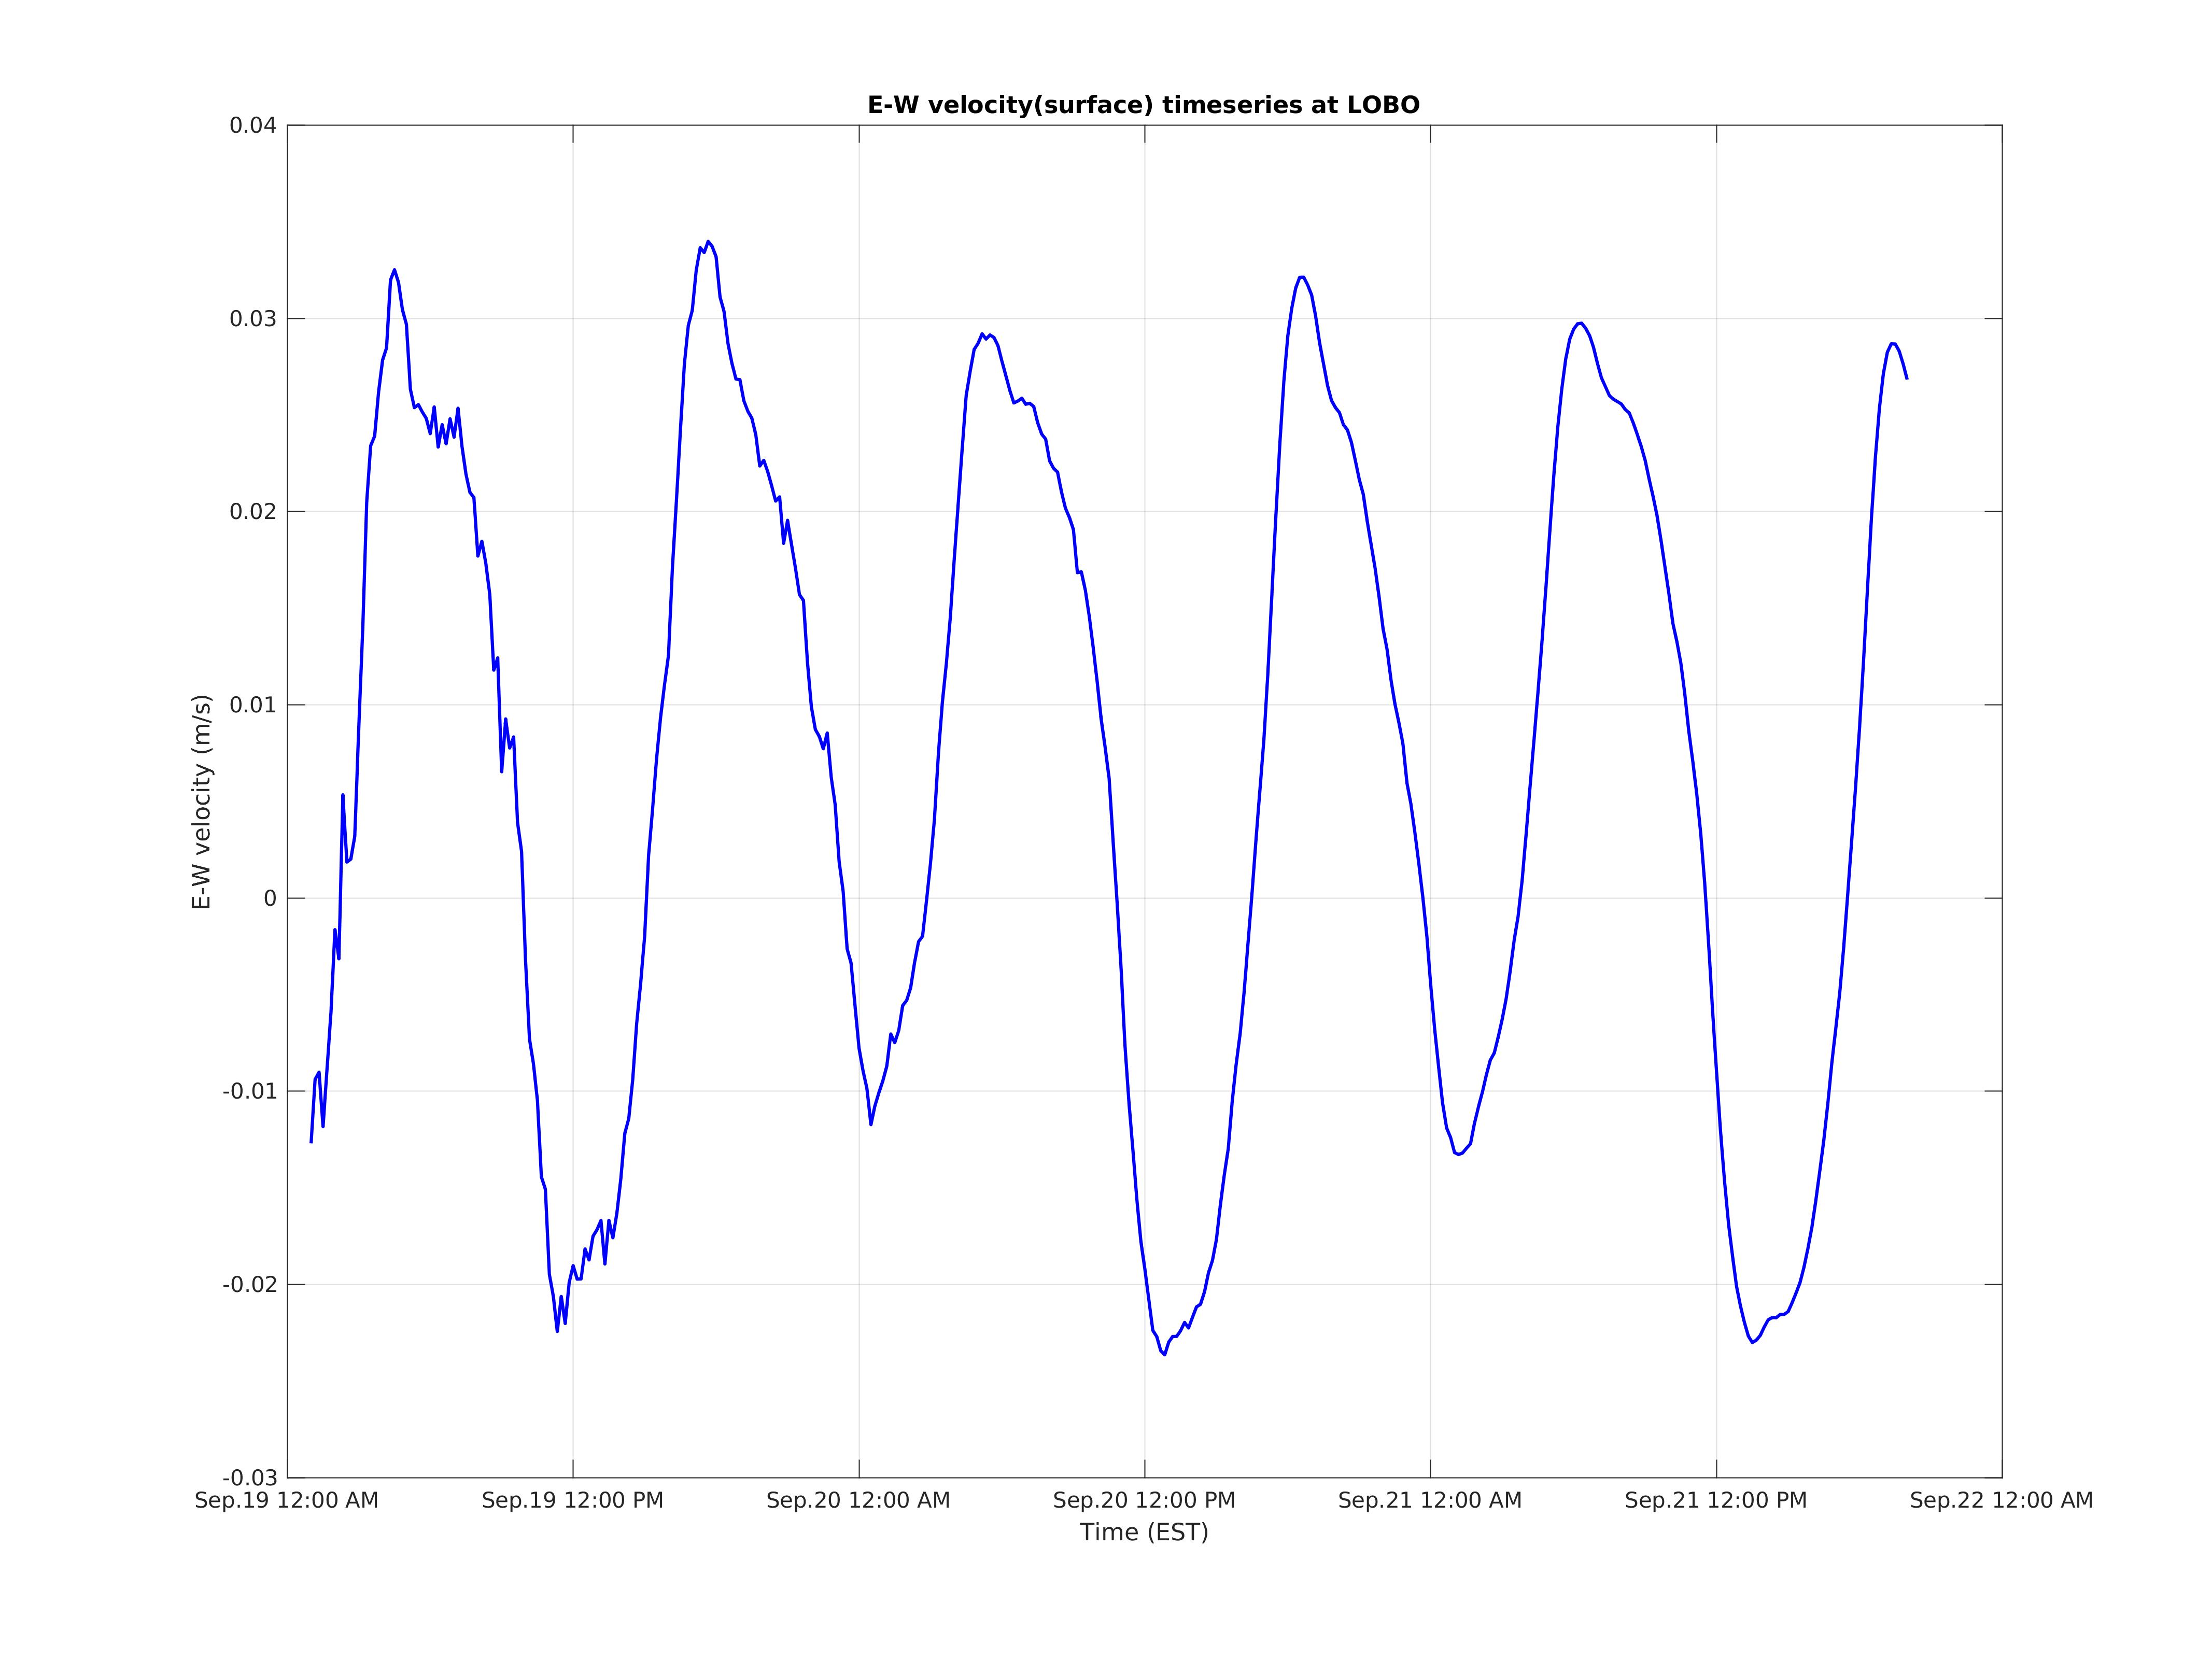 E-W velocity(surface) timeseries at LOBO
0.04
0.03
0.02
0.01
0
-0.01
-0.02
-0.03
E-W velocity (m/s)
Sep.19 12:00 AM
Sep.19 12:00 PM
Sep.20 12:00 AM
Sep.20 12:00 PM
Sep.21 12:00 AM
Sep.21 12:00 PM
Sep.22 12:00 AM
Time (EST)